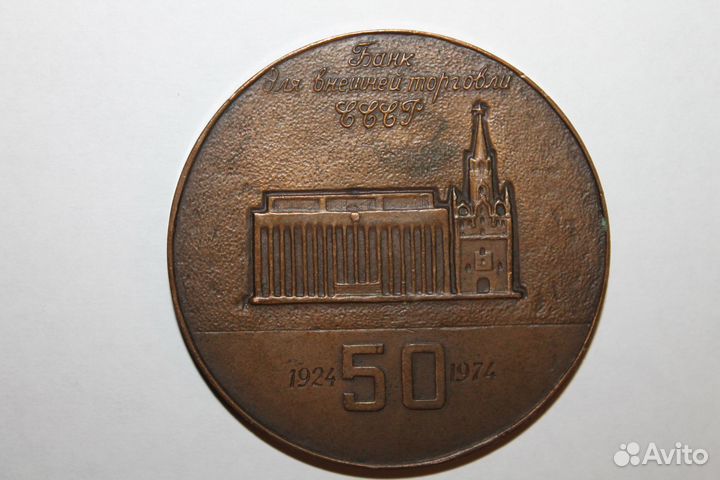 Банк
для внешней торговли
СССР
1924 50 1974
Avito